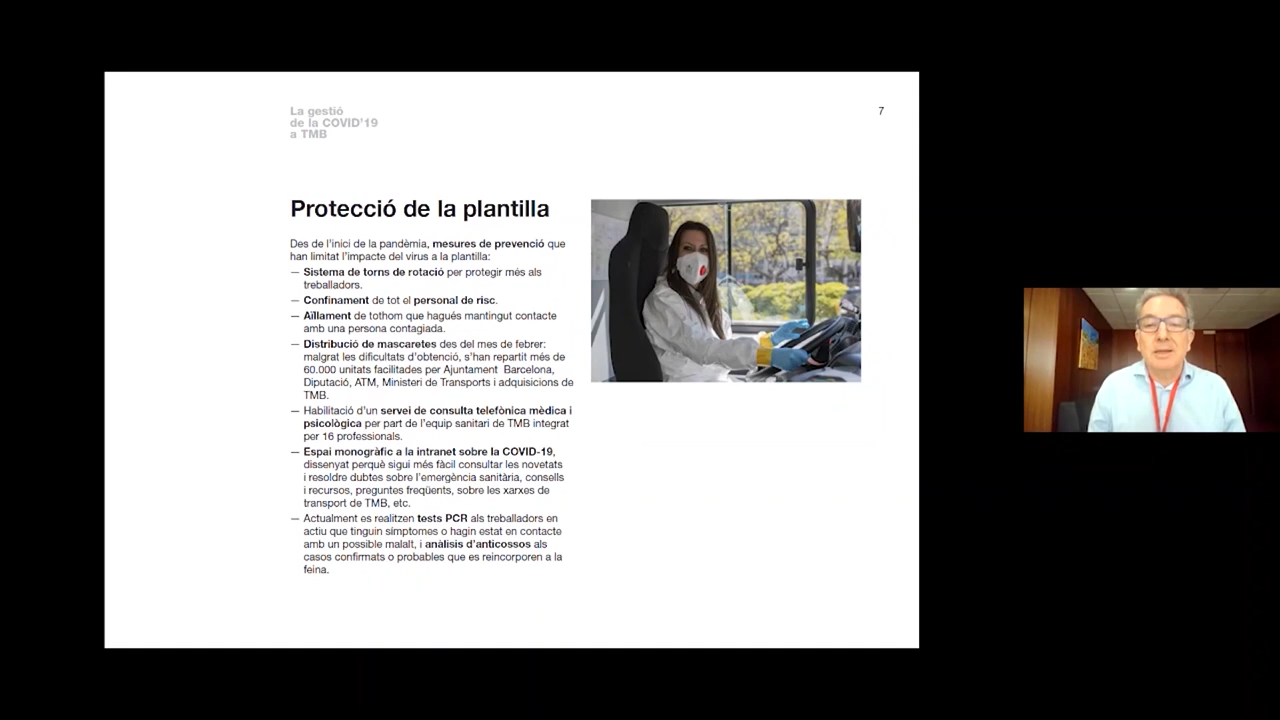 La gestió
de la COVID'19
a TMB
7
Protecció de la plantilla
Des de l'inici de la pandèmia, mesures de prevenció que
han limitat l'impacte del virus a la plantilla:
— Sistema de torns de rotació per protegir més als
treballadors.
— Confinament de tot el personal de risc.
— Aïllament de tothom que hagués mantingut contacte
amb una persona contagiada.
— Distribució de mascaretes des del mes de febrer:
malgrat les dificultats d'obtenció, s'han repartit més de
60.000 unitats facilitades per Ajuntament Barcelona,
Diputació, ATM, Ministeri de Transports i adquisicions de
TMB.
— Habilitació d'un servei de consulta telefònica mèdica i
psicològica per part de l'equip sanitari de TMB integrat
per 16 professionals.
— Espai monogràfic a la intranet sobre la COVID-19,
dissenyat perquè sigui més fàcil consultar les novetats
i resoldre dubtes sobre l'emergència sanitària, consells
i recursos, preguntes freqüents, sobre les xarxes de
transport de TMB, etc.
— Actualment es realitzen tests PCR als treballadors en
actiu que tinguin símptomes o hagin estat en contacte
amb un possible malalt, i anàlisis d'anticossos als
casos confirmats o probables que es reincorporen a la
feina.